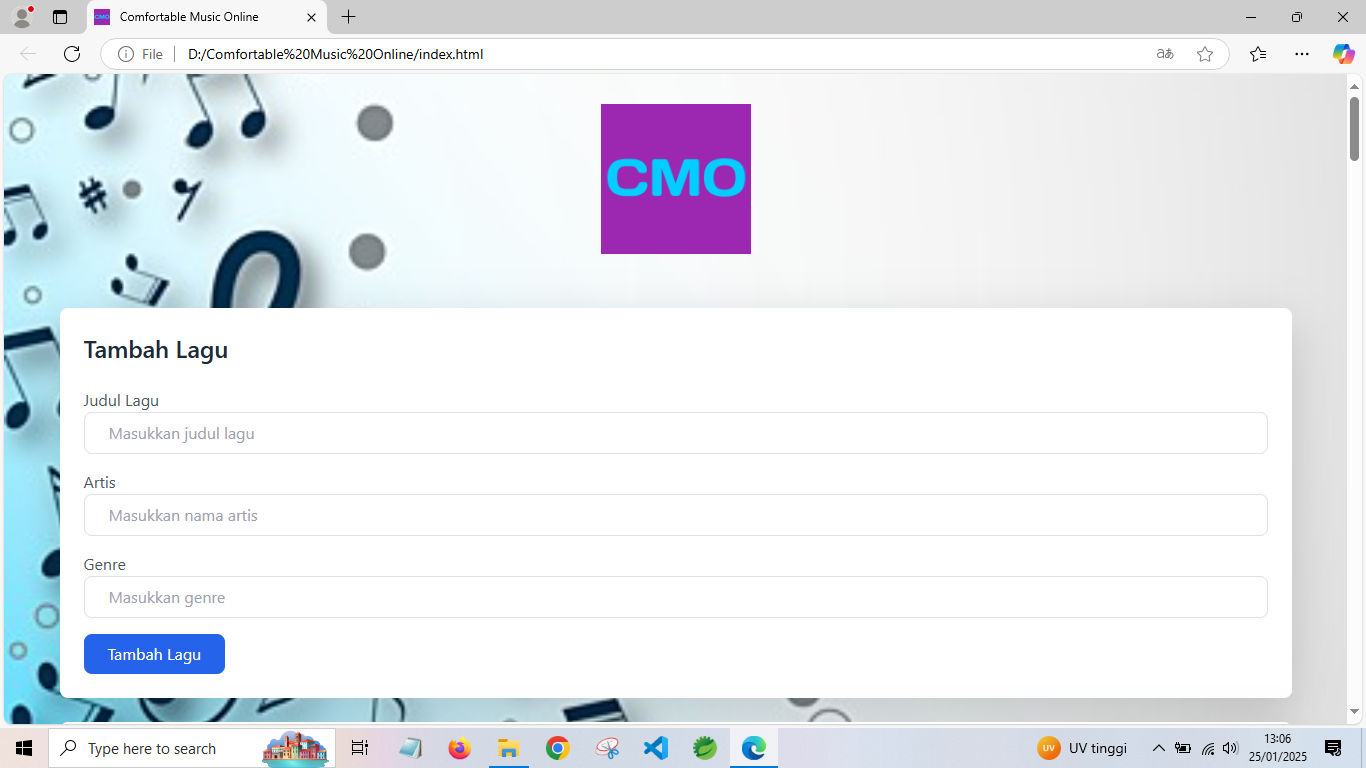 Comfortable Music Online
File
D:/Comfortable%20Music%20Online/index.html
CMO
Tambah Lagu
Judul Lagu
Masukkan judul lagu
Artis
Masukkan nama artis
Genre
Masukkan genre
Tambah Lagu
Type here to search
UV
UV tinggi
13:06
25/01/2025